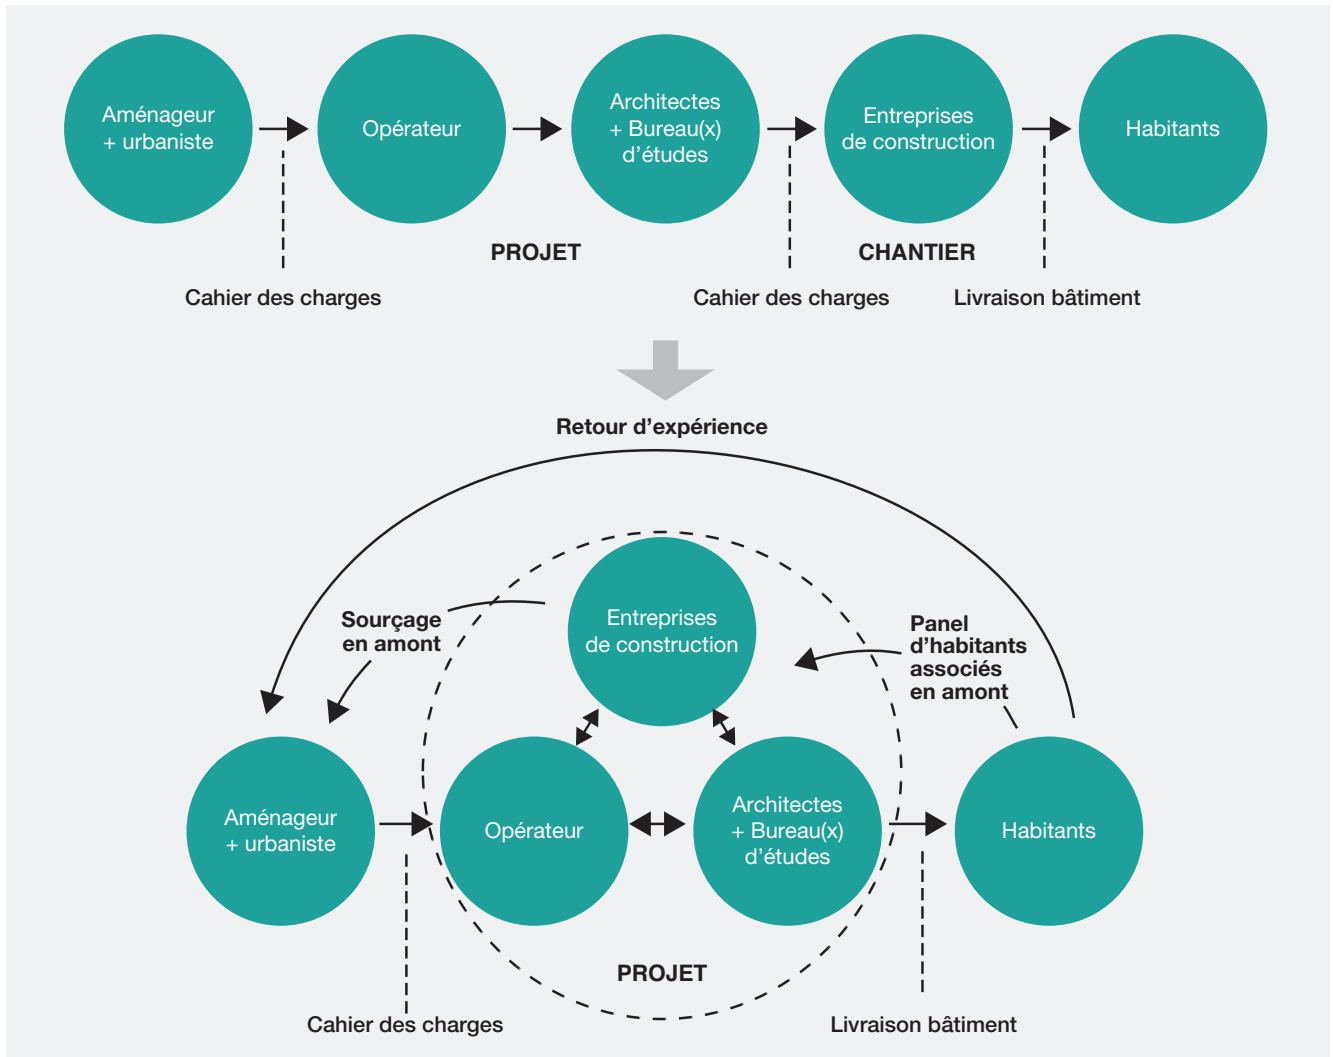 Aménageur
+ urbaniste
Opérateur
Architectes
+ Bureau(x)
d’études
Entreprises
de construction
Habitants
PROJET
CHANTIER
Cahier des charges
Cahier des charges
Livraison bâtiment
Retour d’expérience
Sourçage
en amont
Entreprises
de construction
Panel
d’habitants
associés
en amont
Aménageur
+ urbaniste
Opérateur
Architectes
+ Bureau(x)
d’études
Habitants
PROJET
Cahier des charges
Livraison bâtiment